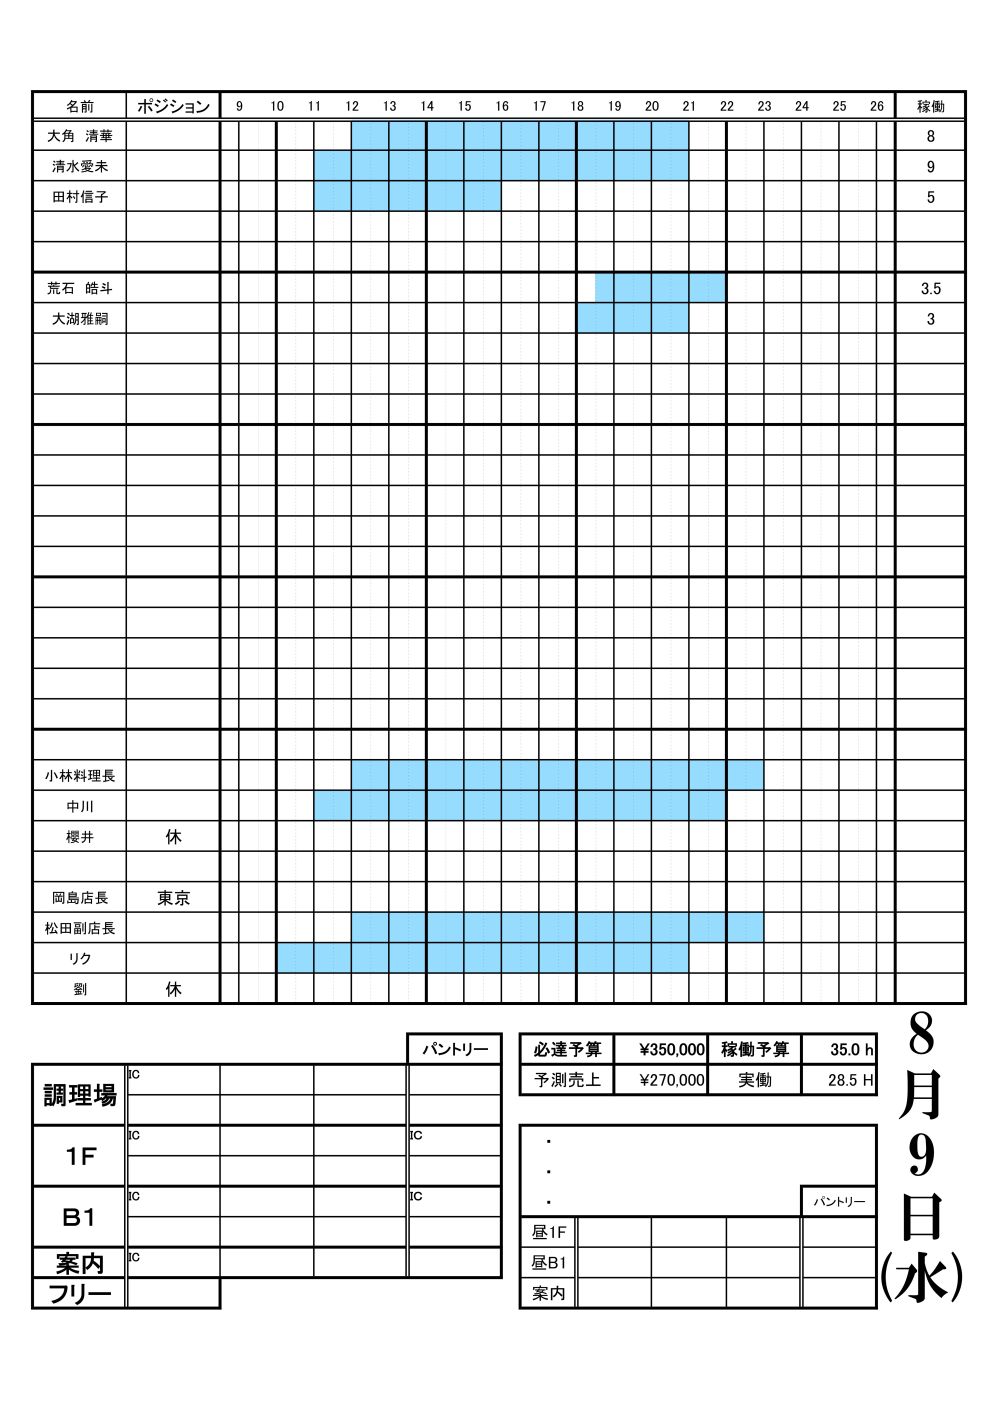 名前 ポジション 9 10 11 12 13 14 15 16 17 18 19 20 21 22 23 24 25 26 稼働
大角 清華 8
清水愛未 9
田村信子 5
荒石 皓斗 3.5
大湖雅嗣 3
小林料理長
中川
櫻井 休
岡島店長 東京
松田副店長
リク
劉 休
8月9日(水)
パントリー
調理場 IC
1F IC IC
B1 IC IC
案内 IC
フリー
必達予算 ¥350,000 稼働予算 35.0 h
予測売上 ¥270,000 実働 28.5 H
・
・
・ パントリー
昼1F
昼B1
案内